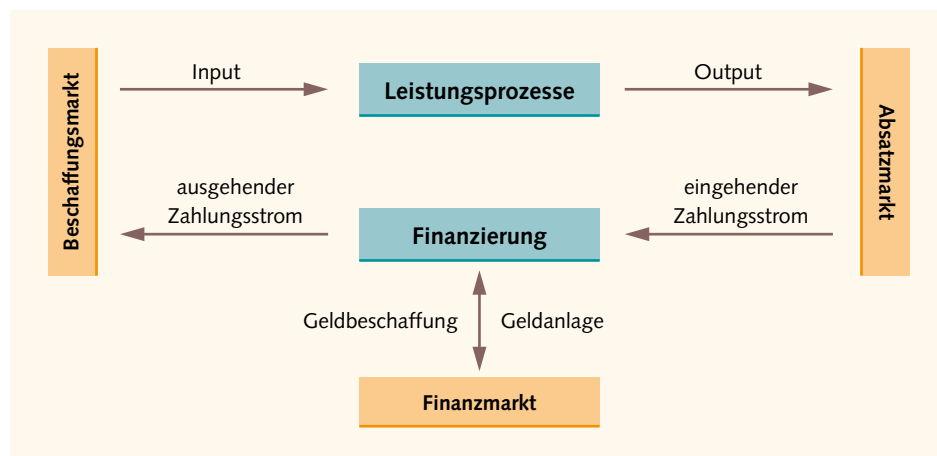 Beschaffungsmarkt
Input
Leistungsprozesse
Output
Absatzmarkt
ausgehender
Zahlungsstrom
Finanzierung
eingehender
Zahlungsstrom
Geldbeschaffung
Geldanlage
Finanzmarkt